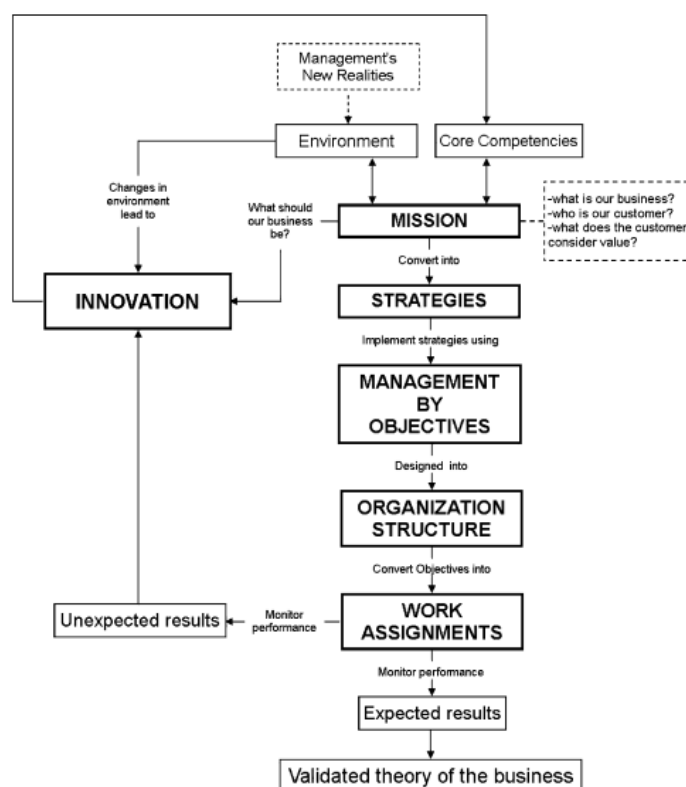 Management's
New Realities
Environment
Core Competencies
Changes in
environment
lead to
What should
our business
be?
MISSION
-what is our business?
-who is our customer?
-what does the customer
consider value?
Convert into
INNOVATION
STRATEGIES
Implement strategies using
MANAGEMENT
BY
OBJECTIVES
Designed into
ORGANIZATION
STRUCTURE
Convert Objectives into
Unexpected results
Monitor
performance
WORK
ASSIGNMENTS
Monitor performance
Expected results
Validated theory of the business